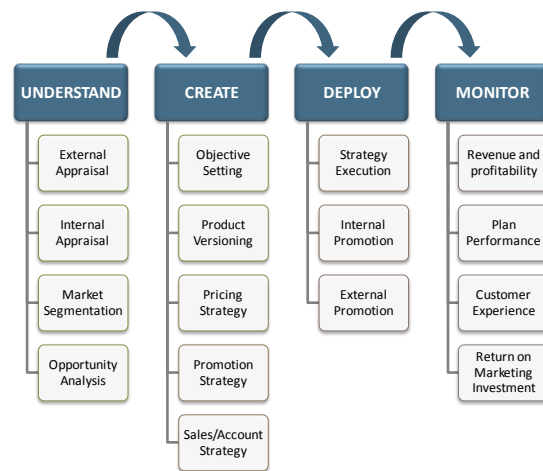 UNDERSTAND
External
Appraisal
Internal
Appraisal
Market
Segmentation
Opportunity
Analysis
CREATE
Objective
Setting
Product
Versioning
Pricing
Strategy
Promotion
Strategy
Sales/Account
Strategy
DEPLOY
Strategy
Execution
Internal
Promotion
External
Promotion
MONITOR
Revenue and
profitability
Plan
Performance
Customer
Experience
Return on
Marketing
Investment